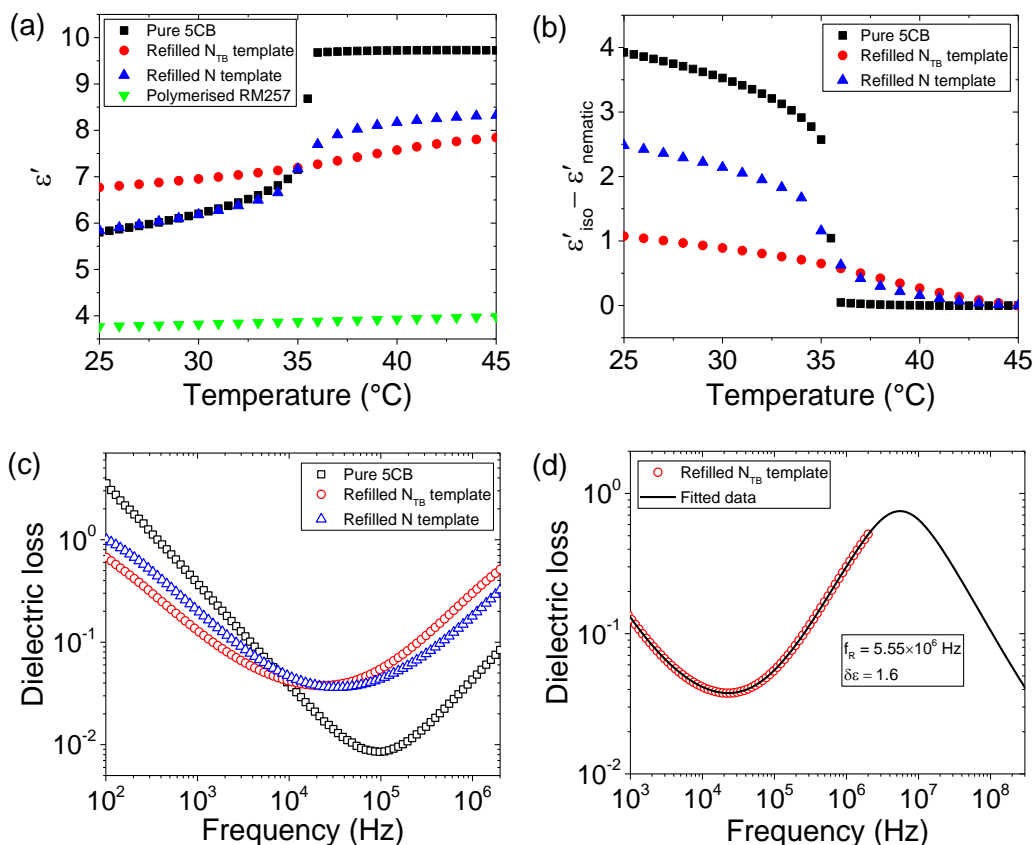 (a)
Pure 5CB
Refilled N_TB template
Refilled N template
Polymerised RM257
ε′
10
9
8
7
6
5
4
25 30 35 40 45
Temperature (°C)
(b)
Pure 5CB
Refilled N_TB template
Refilled N template
ε′iso – ε′nematic
4
3
2
1
0
25 30 35 40 45
Temperature (°C)
(c)
Pure 5CB
Refilled N_TB template
Refilled N template
Dielectric loss
10^0
10^-1
10^-2
10^2 10^3 10^4 10^5 10^6
Frequency (Hz)
(d)
Refilled N_TB template
Fitted data
Dielectric loss
10^0
10^-1
10^-2
f_R = 5.55×10^6 Hz
δε = 1.6
10^3 10^4 10^5 10^6 10^7 10^8
Frequency (Hz)